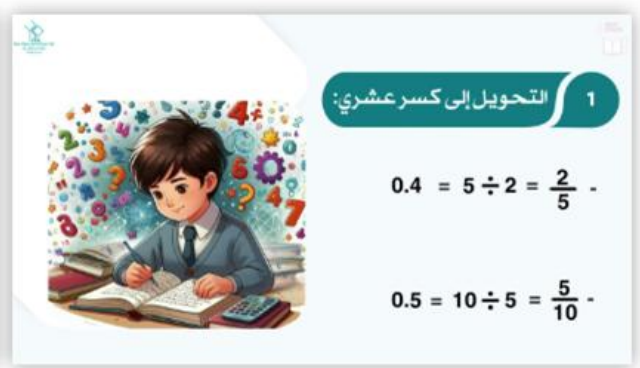 1 التحويل إلى كسر عشري:
0.4 = 5 ÷ 2 = 2/5 -
0.5 = 10 ÷ 5 = 5/10 -